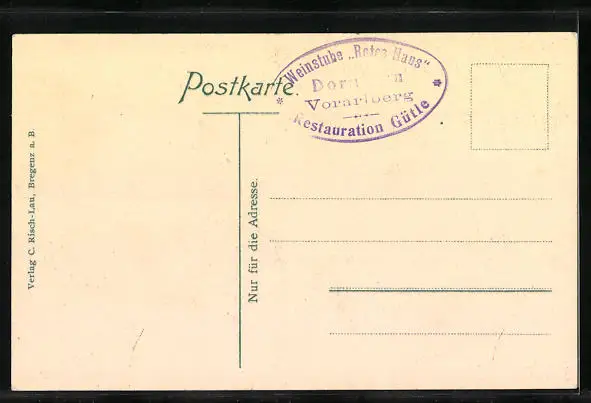 Postkarte.
Weinstube „Rotes Haus“
Vorarlberg
Restauration Gütle
Nur für die Adresse.
Verlag C. Risch-Lau, Bregenz a. B.